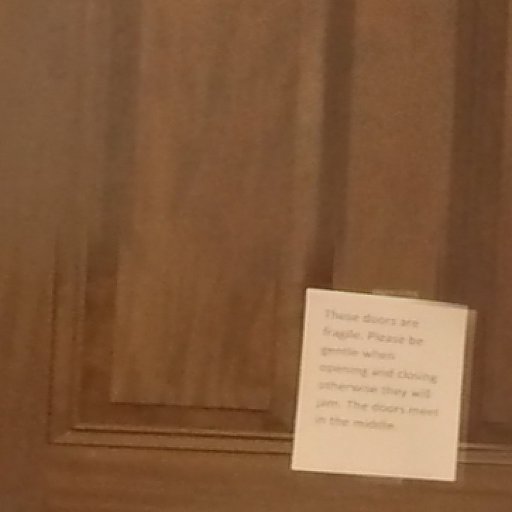 These doors are
fragile. Please be
gentle when
opening and closing
otherwise they will
jam. The doors meet
in the middle.